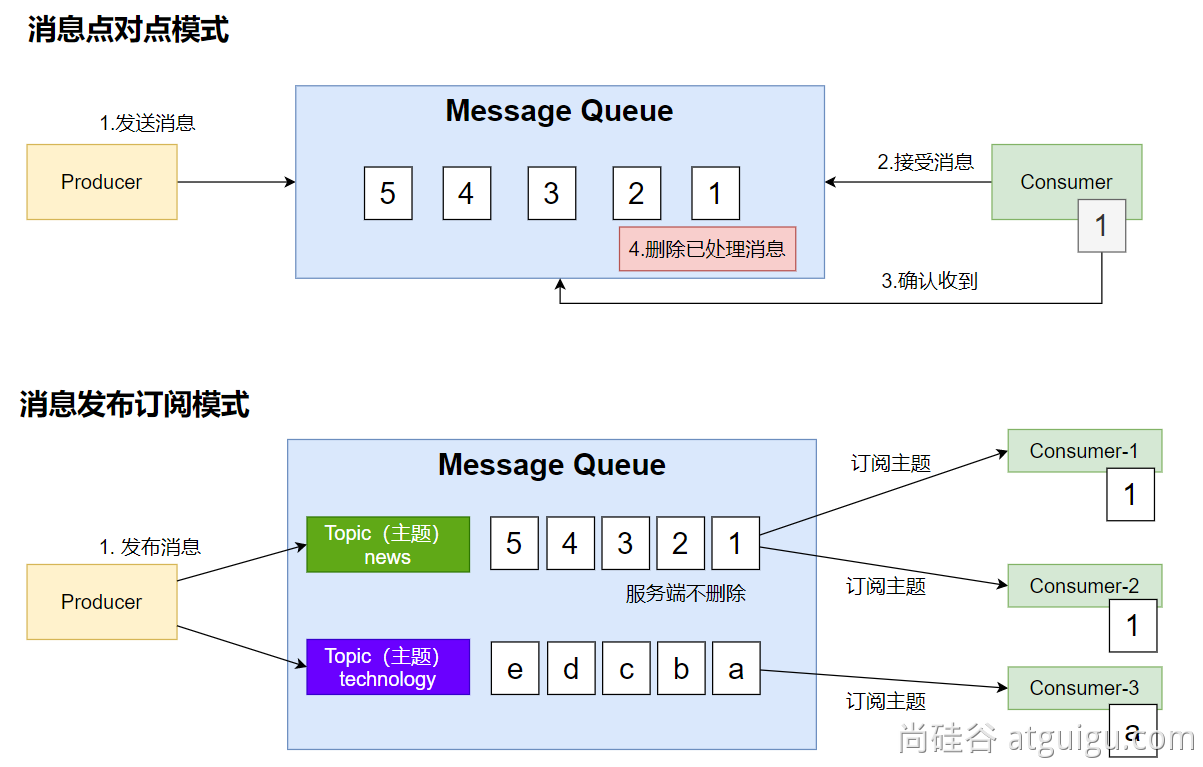 消息点对点模式
Message Queue
1.发送消息
Producer
5 4 3 2 1
4.删除已处理消息
2.接受消息
Consumer
1
3.确认收到
消息发布订阅模式
Message Queue
1. 发布消息
Producer
Topic（主题）
news
5 4 3 2 1
服务端不删除
Topic（主题）
technology
e d c b a
订阅主题
Consumer-1
1
订阅主题
Consumer-2
1
订阅主题
Consumer-3
a
尚硅谷 atguigu.com